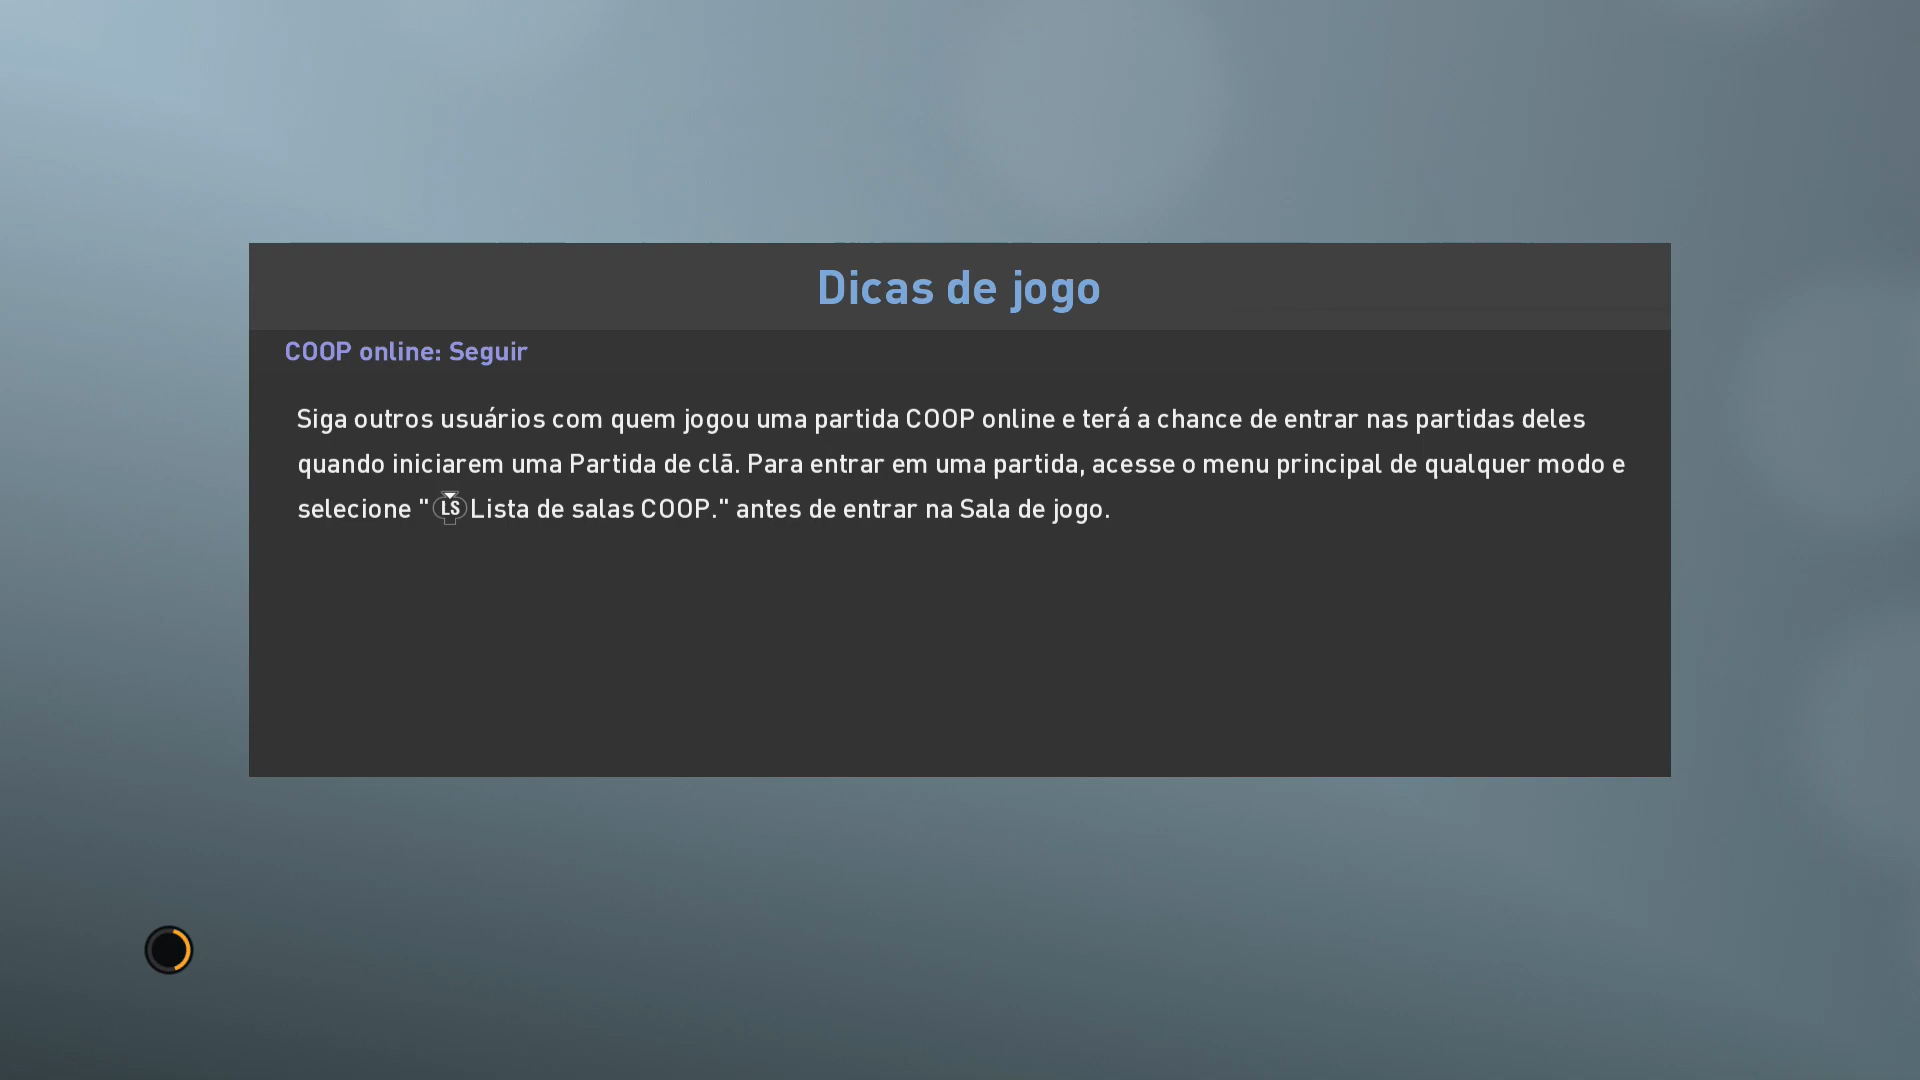 Dicas de jogo
COOP online: Seguir
Siga outros usuários com quem jogou uma partida COOP online e terá a chance de entrar nas partidas deles
quando iniciarem uma Partida de clã. Para entrar em uma partida, acesse o menu principal de qualquer modo e
selecione "LS Lista de salas COOP." antes de entrar na Sala de jogo.